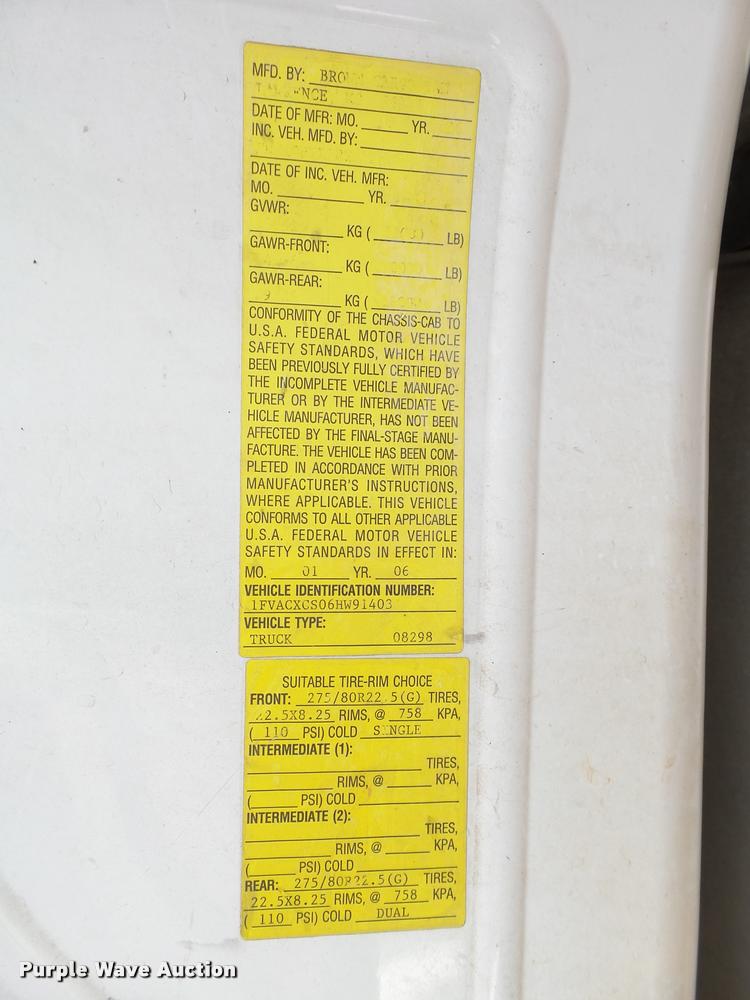 MFD. BY:
DATE OF MFR: MO. YR.
INC. VEH. MFD. BY:
DATE OF INC. VEH. MFR:
MO. YR.
GVWR:
KG ( LB)
GAWR-FRONT:
KG ( LB)
GAWR-REAR:
KG ( LB)
CONFORMITY OF THE CHASSIS-CAB TO
U.S.A. FEDERAL MOTOR VEHICLE
SAFETY STANDARDS, WHICH HAVE
BEEN PREVIOUSLY FULLY CERTIFIED BY
THE INCOMPLETE VEHICLE MANUFAC-
TURER OR BY THE INTERMEDIATE VE-
HICLE MANUFACTURER, HAS NOT BEEN
AFFECTED BY THE FINAL-STAGE MANU-
FACTURE. THE VEHICLE HAS BEEN COM-
PLETED IN ACCORDANCE WITH PRIOR
MANUFACTURER'S INSTRUCTIONS,
WHERE APPLICABLE. THIS VEHICLE
CONFORMS TO ALL OTHER APPLICABLE
U.S.A. FEDERAL MOTOR VEHICLE
SAFETY STANDARDS IN EFFECT IN:
MO. 01 YR. 06
VEHICLE IDENTIFICATION NUMBER:
1FVACXCS06HW91403
VEHICLE TYPE:
TRUCK 08298
SUITABLE TIRE-RIM CHOICE
FRONT: 275/80R22.5(G) TIRES,
22.5X8.25 RIMS, @ 758 KPA,
( 110 PSI) COLD SINGLE
INTERMEDIATE (1):
TIRES,
RIMS, @ KPA,
( PSI) COLD
INTERMEDIATE (2):
TIRES,
RIMS, @ KPA,
( PSI) COLD
REAR: 275/80R22.5(G) TIRES,
22.5X8.25 RIMS, @ 758 KPA,
( 110 PSI) COLD DUAL
Purple Wave Auction